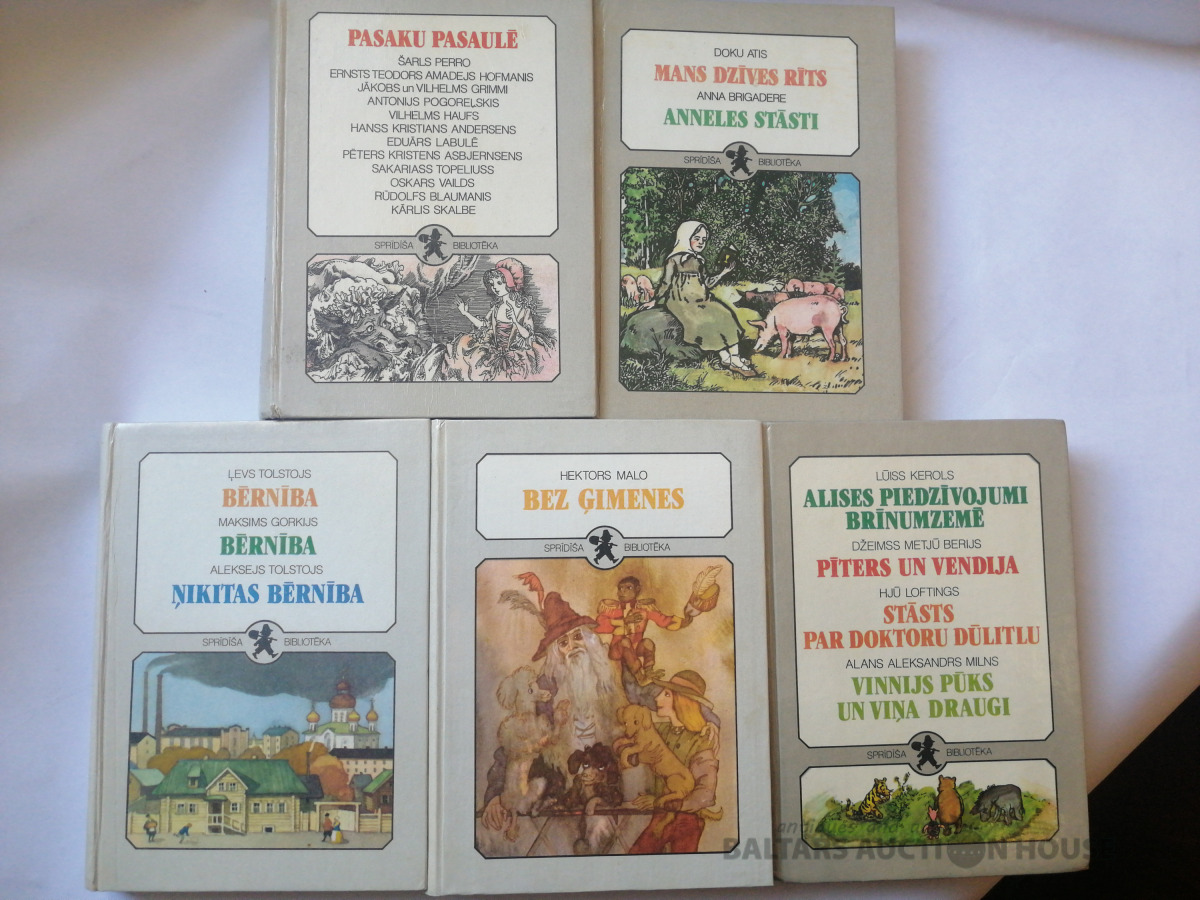 PASAKU PASAULĒ
ŠARLS PERRO
ERNSTS TEODORS AMADEJS HOFMANIS
JĀKOBS un VILHELMS GRIMMI
ANTONIJS POGOREĻSKIS
VILHELMS HAUFS
HANSS KRISTIANS ANDERSENS
EDUĀRS LABULĒ
PĒTERS KRISTENS ASBJERNSENS
SAKARIASS TOPELIUSS
OSKARS VAILDS
RŪDOLFS BLAUMANIS
KĀRLIS SKALBE
SPRĪDĪŠA BIBLIOTĒKA
DOKU ATIS
MANS DZĪVES RĪTS
ANNA BRIGADERE
ANNELES STĀSTI
SPRĪDĪŠA BIBLIOTĒKA
ĻEVS TOLSTOJS
BĒRNĪBA
MAKSIMS GORKIJS
BĒRNĪBA
ALEKSEJS TOLSTOJS
ŅIKITAS BĒRNĪBA
SPRĪDĪŠA BIBLIOTĒKA
HEKTORS MALO
BEZ ĢIMENES
SPRĪDĪŠA BIBLIOTĒKA
LŪISS KEROLS
ALISES PIEDZĪVOJUMI
BRĪNUMZEMĒ
DŽEIMSS METJŪ BERIJS
PĪTERS UN VENDIJA
HJŪ LOFTINGS
STĀSTS
PAR DOKTORU DŪLITLU
ALANS ALEKSANDRS MILNS
VINNIJS PŪKS
UN VIŅA DRAUGI
SPRĪDĪŠA BIBLIOTĒKA
antiques and
BALTARS AUCTION HOUSE